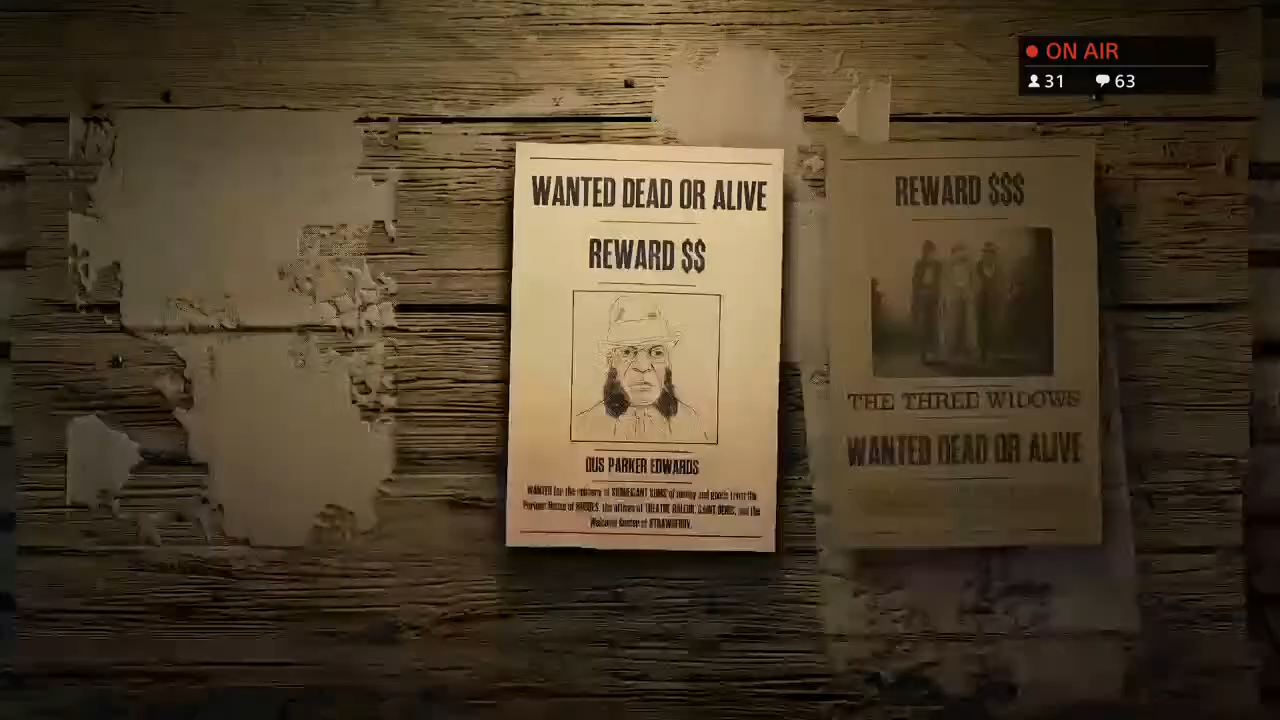 ON AIR
31 63
WANTED DEAD OR ALIVE
REWARD $$
OUS PARKER EDWARDS
WANTED for the robbery of SIGNIFICANT SUMS of money and goods from the
Parlour House of RHODES, the offices of THEATRE RALEUR, SAINT DENIS, and the
Welcome Center of STRAWBERRY.
REWARD $$$
THE THREE WIDOWS
WANTED DEAD OR ALIVE